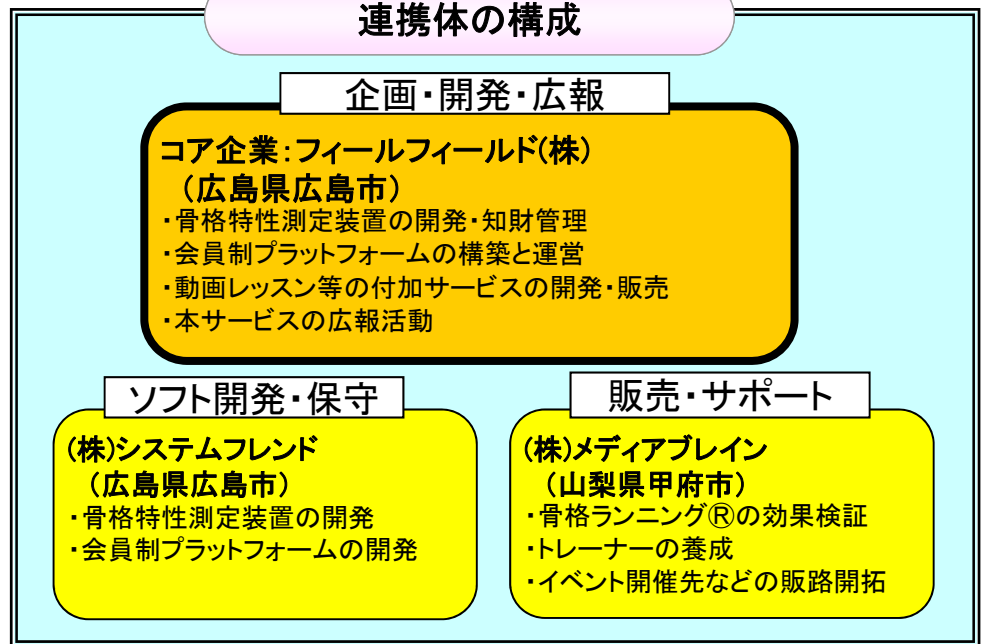 連携体の構成
企画・開発・広報
コア企業：フィールフィールド(株)
（広島県広島市）
・骨格特性測定装置の開発・知財管理
・会員制プラットフォームの構築と運営
・動画レッスン等の付加サービスの開発・販売
・本サービスの広報活動
ソフト開発・保守
(株)システムフレンド
（広島県広島市）
・骨格特性測定装置の開発
・会員制プラットフォームの開発
販売・サポート
(株)メディアブレイン
（山梨県甲府市）
・骨格ランニング®の効果検証
・トレーナーの養成
・イベント開催先などの販路開拓